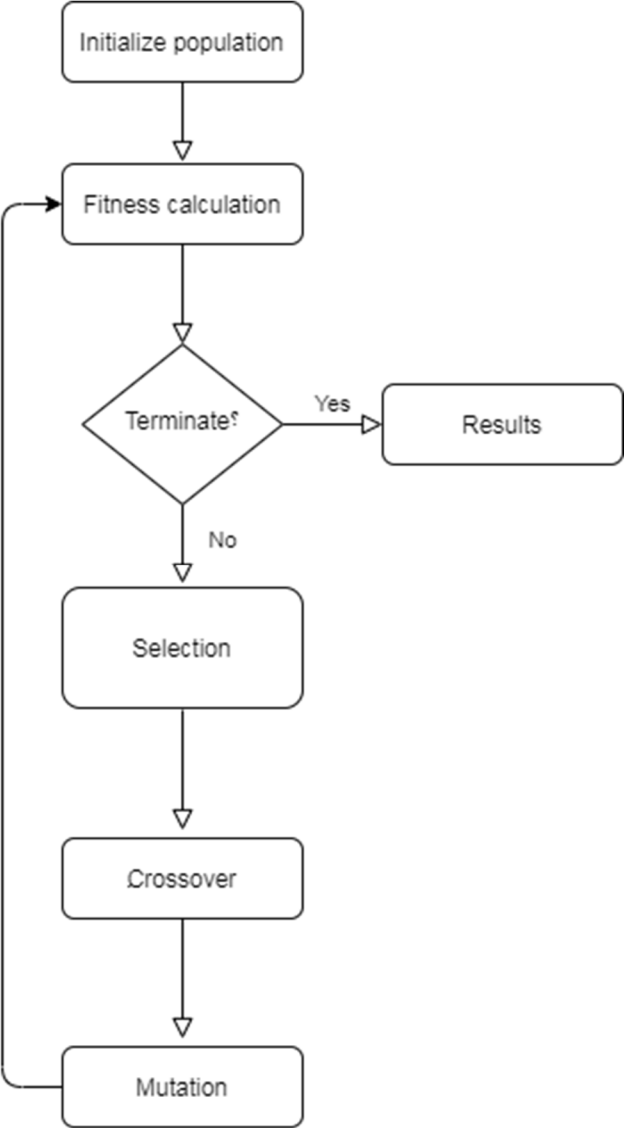 Initialize population
Fitness calculation
Terminate؟
Yes
Results
No
Selection
Crossover
Mutation